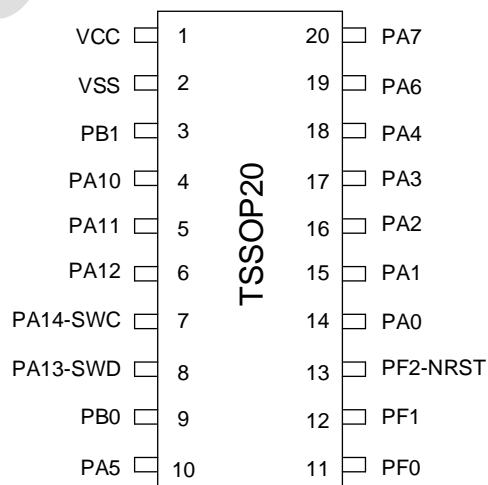 VCC 1 20 PA7
VSS 2 19 PA6
PB1 3 18 PA4
PA10 4 17 PA3
PA11 5 16 PA2
PA12 6 15 PA1
PA14-SWC 7 14 PA0
PA13-SWD 8 13 PF2-NRST
PB0 9 12 PF1
PA5 10 11 PF0
TSSOP20